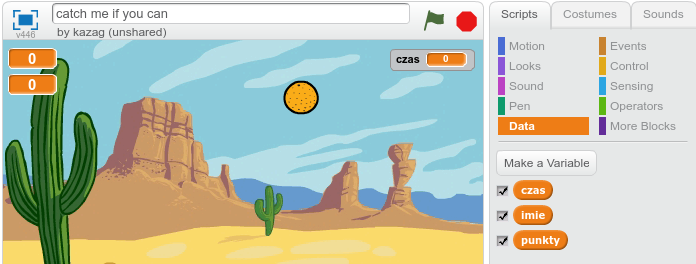 catch me if you can
by kazag (unshared)
v446
0
0
czas 0
Scripts Costumes Sounds
Motion Events
Looks Control
Sound Sensing
Pen Operators
Data More Blocks
Make a Variable
czas
imie
punkty